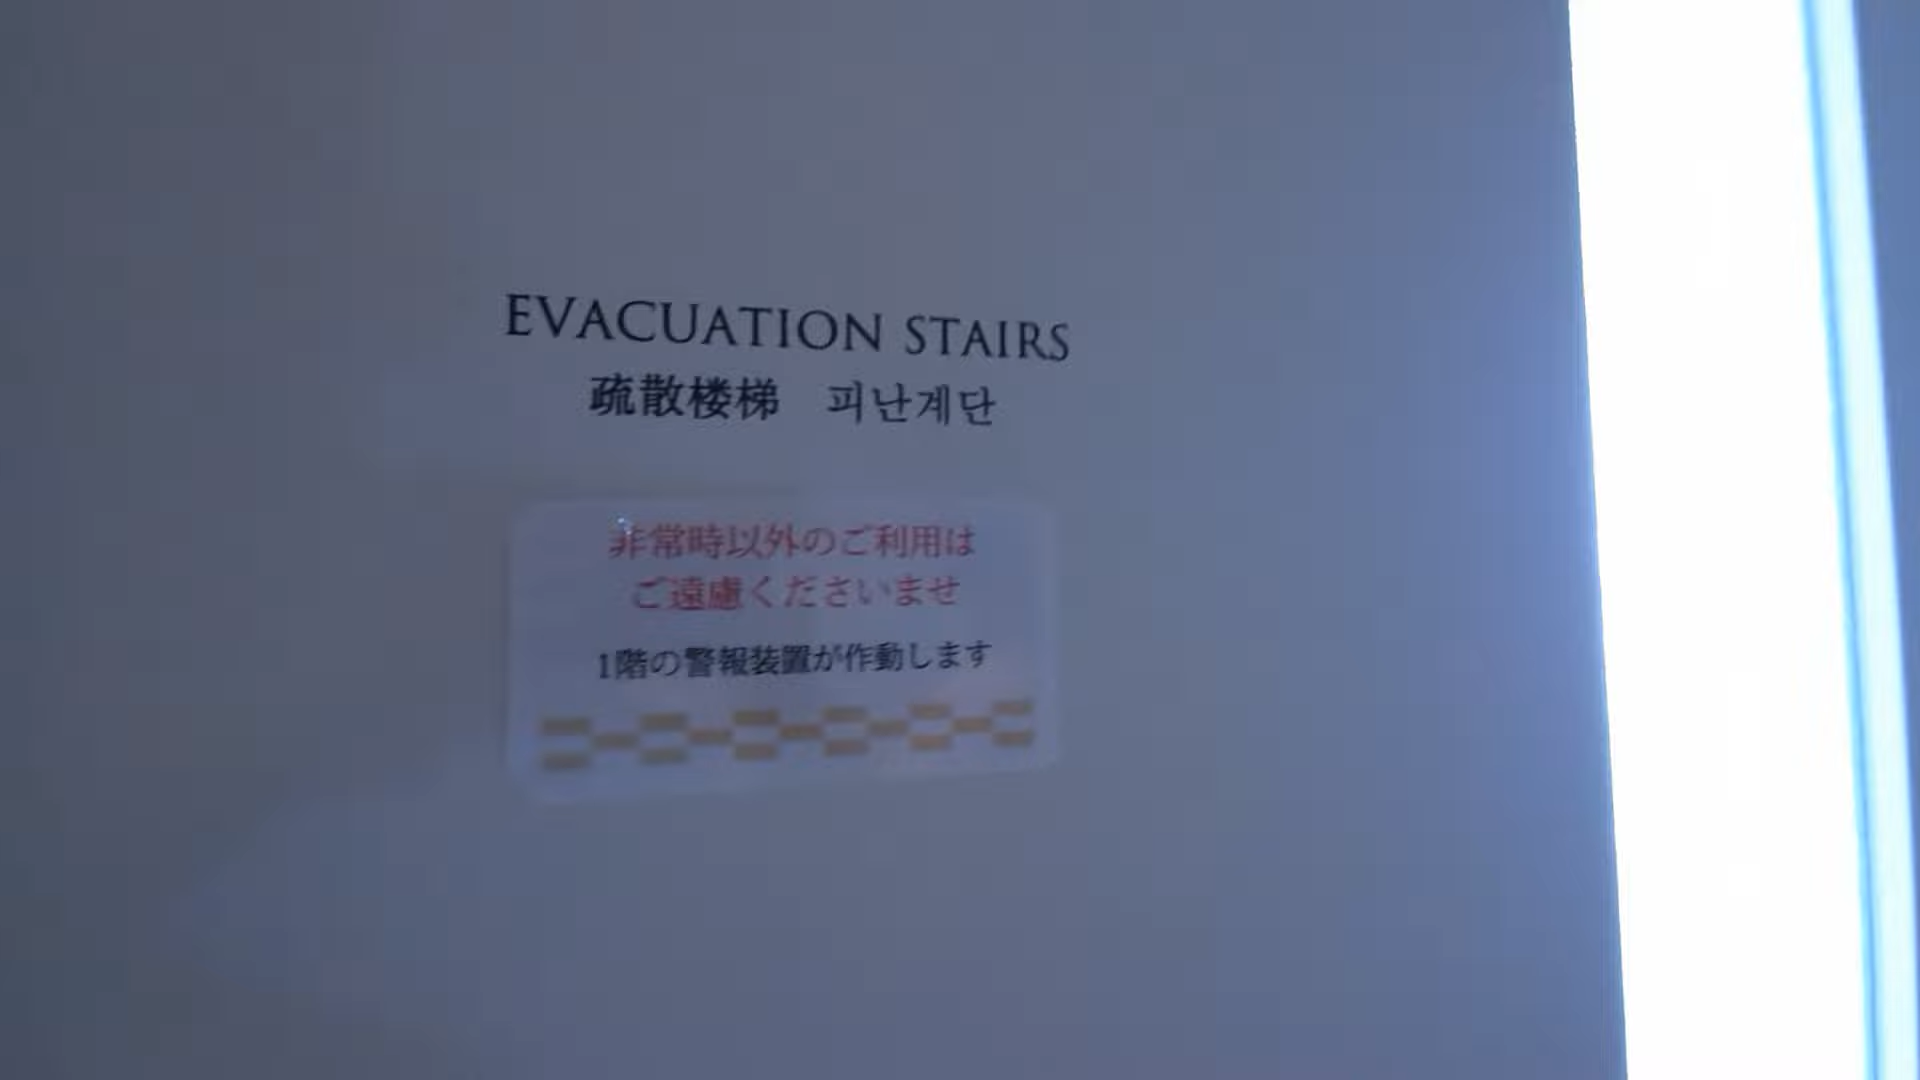 EVACUATION STAIRS
疏散楼梯 피난계단
非常時以外のご利用は
ご遠慮くださいませ
1階の警報装置が作動します